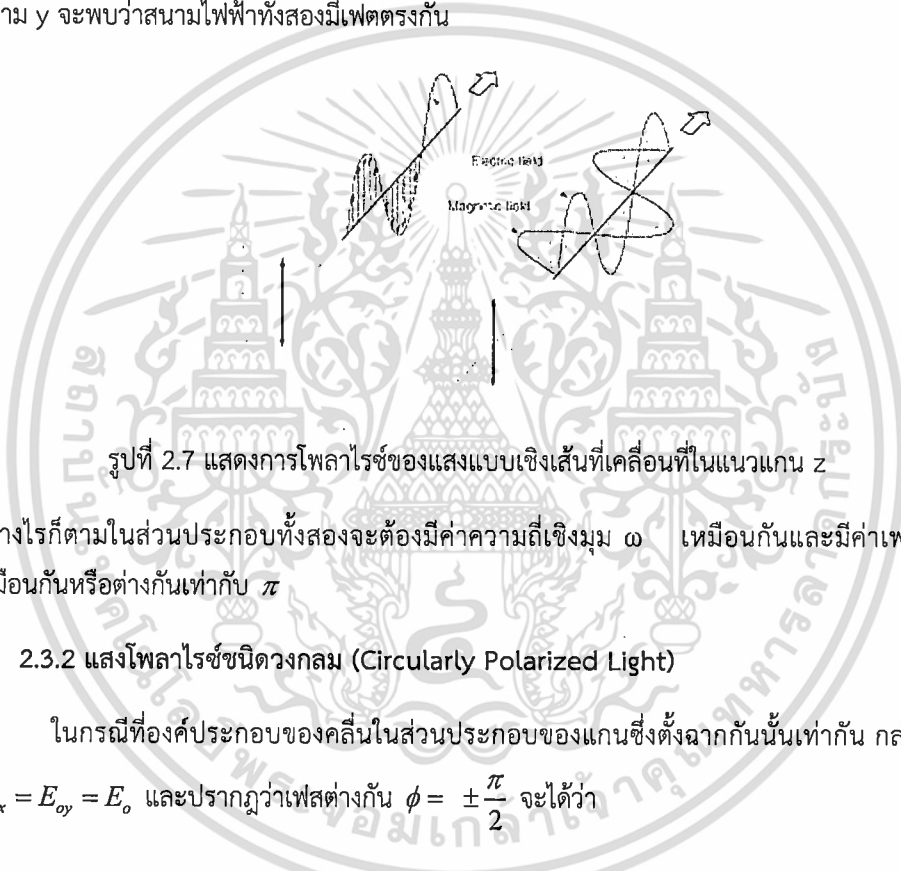 าม y จะพบว่าสนามไฟฟ้าทั้งสองมีเฟตตรงกัน
Electric field
Magnetic field
รูปที่ 2.7 แสดงการโพลาไรซ์ของแสงแบบเชิงเส้นที่เคลื่อนที่ในแนวแกน z
างไรก็ตามในส่วนประกอบทั้งสองจะต้องมีค่าความถี่เชิงมุม ω เหมือนกันและมีค่าเฟ
มือนกันหรือต่างกันเท่ากับ π
2.3.2 แสงโพลาไรซ์ชนิดวงกลม (Circularly Polarized Light)
ในกรณีที่องค์ประกอบของคลื่นในส่วนประกอบของแกนซึ่งตั้งฉากกันนั้นเท่ากัน กล
x = E_{oy} = E_o และปรากฏว่าเฟสต่างกัน φ = ± π/2 จะได้ว่า